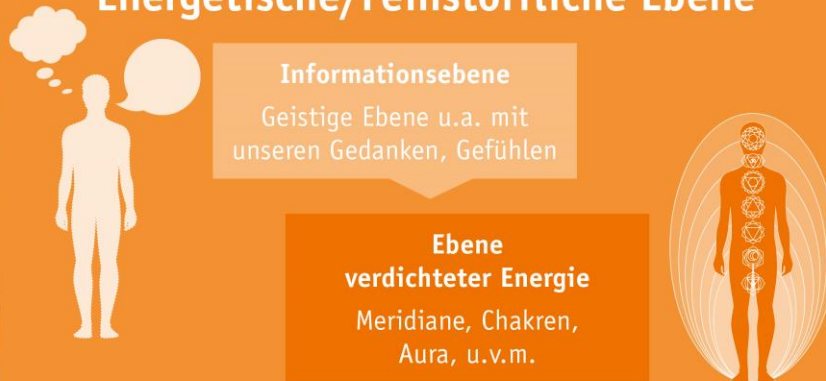 Energetische/Feinstoffliche Ebene
Informationsebene
Geistige Ebene u.a. mit
unseren Gedanken, Gefühlen
Ebene
verdichteter Energie
Meridiane, Chakren,
Aura, u.v.m.